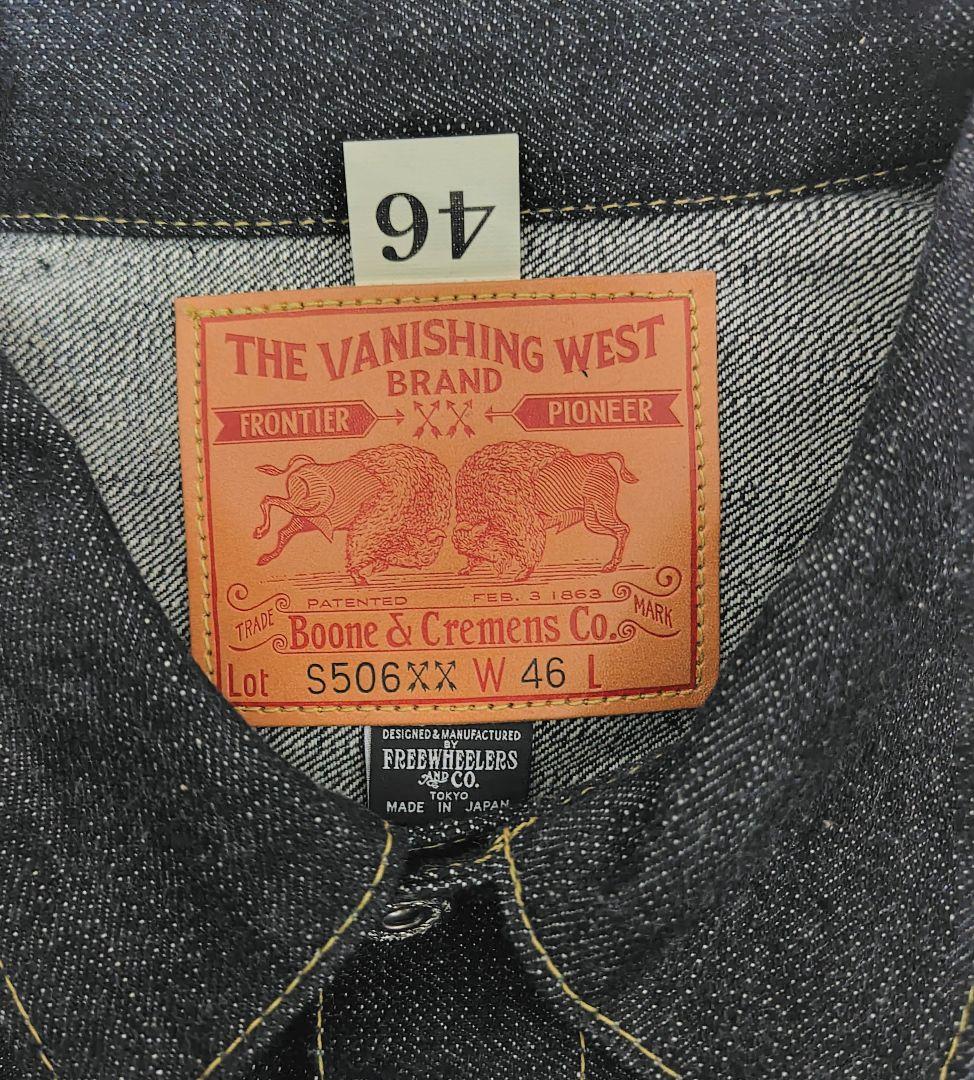 46
THE VANISHING WEST
BRAND
FRONTIER PIONEER
PATENTED FEB. 3 1863
TRADE MARK
Boone & Cremens Co.
Lot S506XX W 46 L
DESIGNED & MANUFACTURED
BY
FREEWHEELERS
AND CO.
TOKYO
MADE IN JAPAN